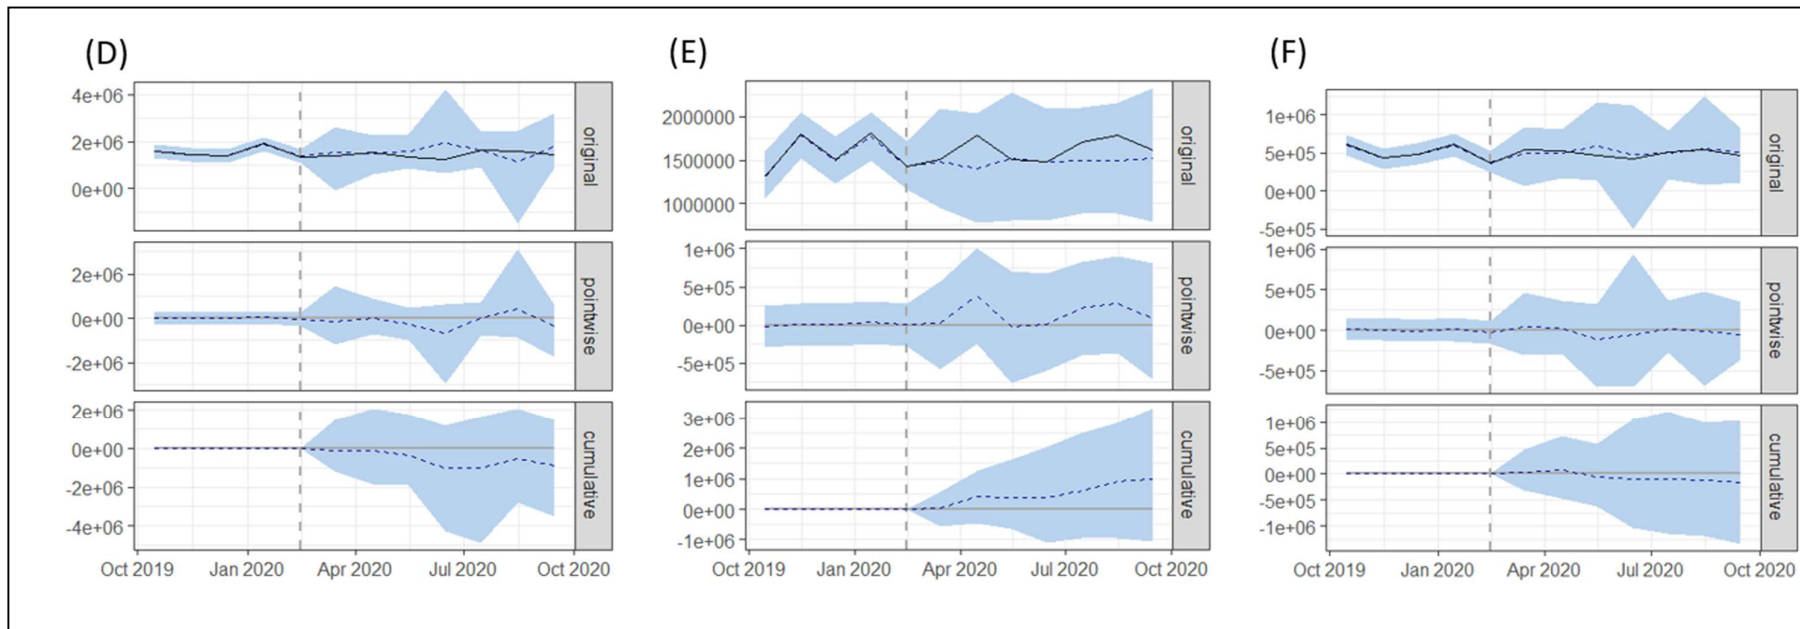 (D)
4e+06
2e+06
0e+00
original
2e+06
0e+00
-2e+06
pointwise
2e+06
0e+00
-2e+06
-4e+06
cumulative
Oct 2019 Jan 2020 Apr 2020 Jul 2020 Oct 2020
(E)
2000000
1500000
1000000
original
1e+06
5e+05
0e+00
-5e+05
pointwise
3e+06
2e+06
1e+06
0e+00
-1e+06
cumulative
Oct 2019 Jan 2020 Apr 2020 Jul 2020 Oct 2020
(F)
1e+06
5e+05
0e+00
-5e+05
original
1e+06
5e+05
0e+00
-5e+05
pointwise
1e+06
5e+05
0e+00
-5e+05
-1e+06
cumulative
Oct 2019 Jan 2020 Apr 2020 Jul 2020 Oct 2020